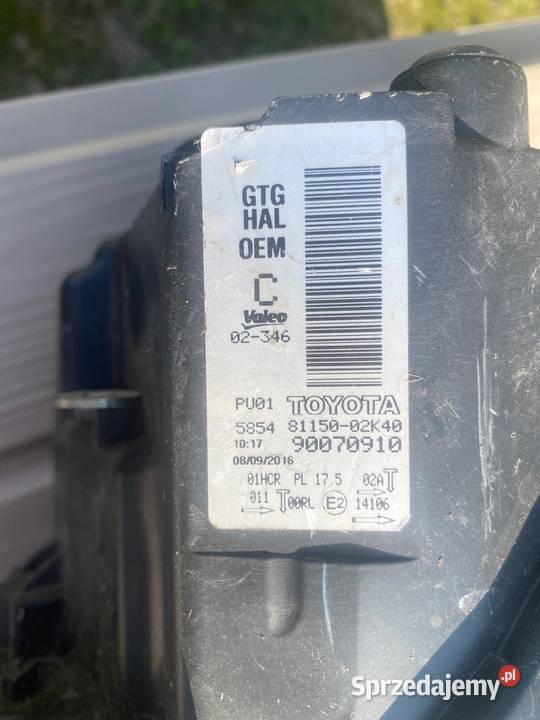 GTG
HAL
OEM
C
Valeo
02-346
PU01 TOYOTA
5854 81150-02K40
10:17 90070910
08/09/2016
01HCR PL 17.5 02A T
011 T 00RL E2 14106
Sprzedajemy.pl